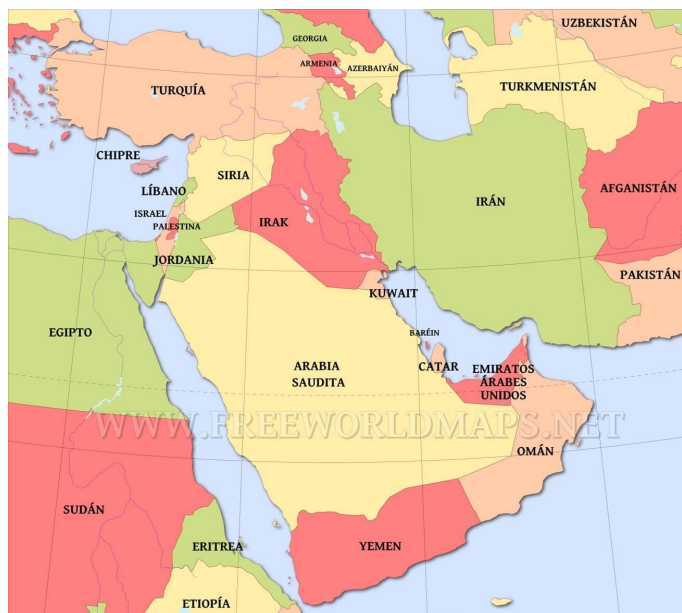 UZBEKISTÁN
GEORGIA
ARMENIA
AZERBAIYÁN
TURQUÍA
TURKMENISTÁN
CHIPRE
SIRIA
LÍBANO
IRÁN
AFGANISTÁN
ISRAEL
PALESTINA
IRAK
JORDANIA
PAKISTÁN
KUWAIT
EGIPTO
BARÉIN
ARABIA
SAUDITA
CATAR
EMIRATOS
ÁRABES
UNIDOS
WWW.FREEWORLDMAPS.NET
OMÁN
SUDÁN
ERITREA
YEMEN
ETIOPÍA